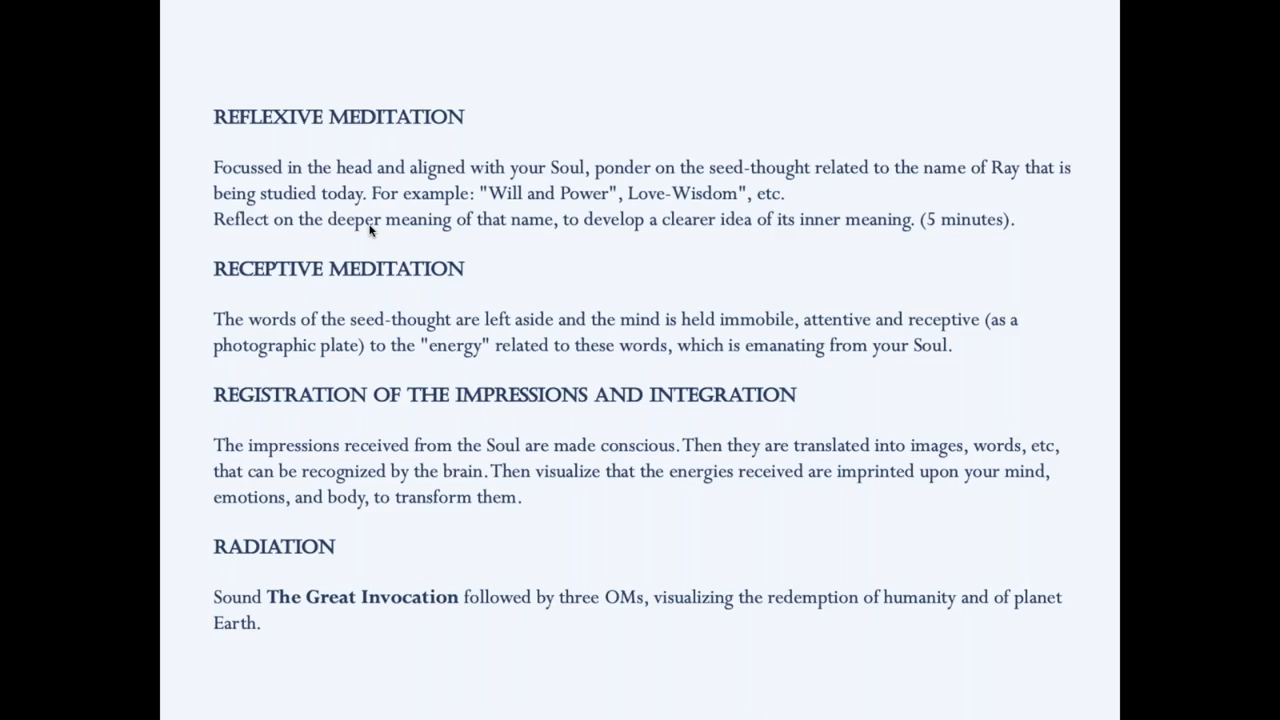 REFLEXIVE MEDITATION
Focussed in the head and aligned with your Soul, ponder on the seed-thought related to the name of Ray that is
being studied today. For example: "Will and Power", Love-Wisdom", etc.
Reflect on the deeper meaning of that name, to develop a clearer idea of its inner meaning. (5 minutes).
RECEPTIVE MEDITATION
The words of the seed-thought are left aside and the mind is held immobile, attentive and receptive (as a
photographic plate) to the "energy" related to these words, which is emanating from your Soul.
REGISTRATION OF THE IMPRESSIONS AND INTEGRATION
The impressions received from the Soul are made conscious. Then they are translated into images, words, etc,
that can be recognized by the brain. Then visualize that the energies received are imprinted upon your mind,
emotions, and body, to transform them.
RADIATION
Sound The Great Invocation followed by three OMs, visualizing the redemption of humanity and of planet
Earth.